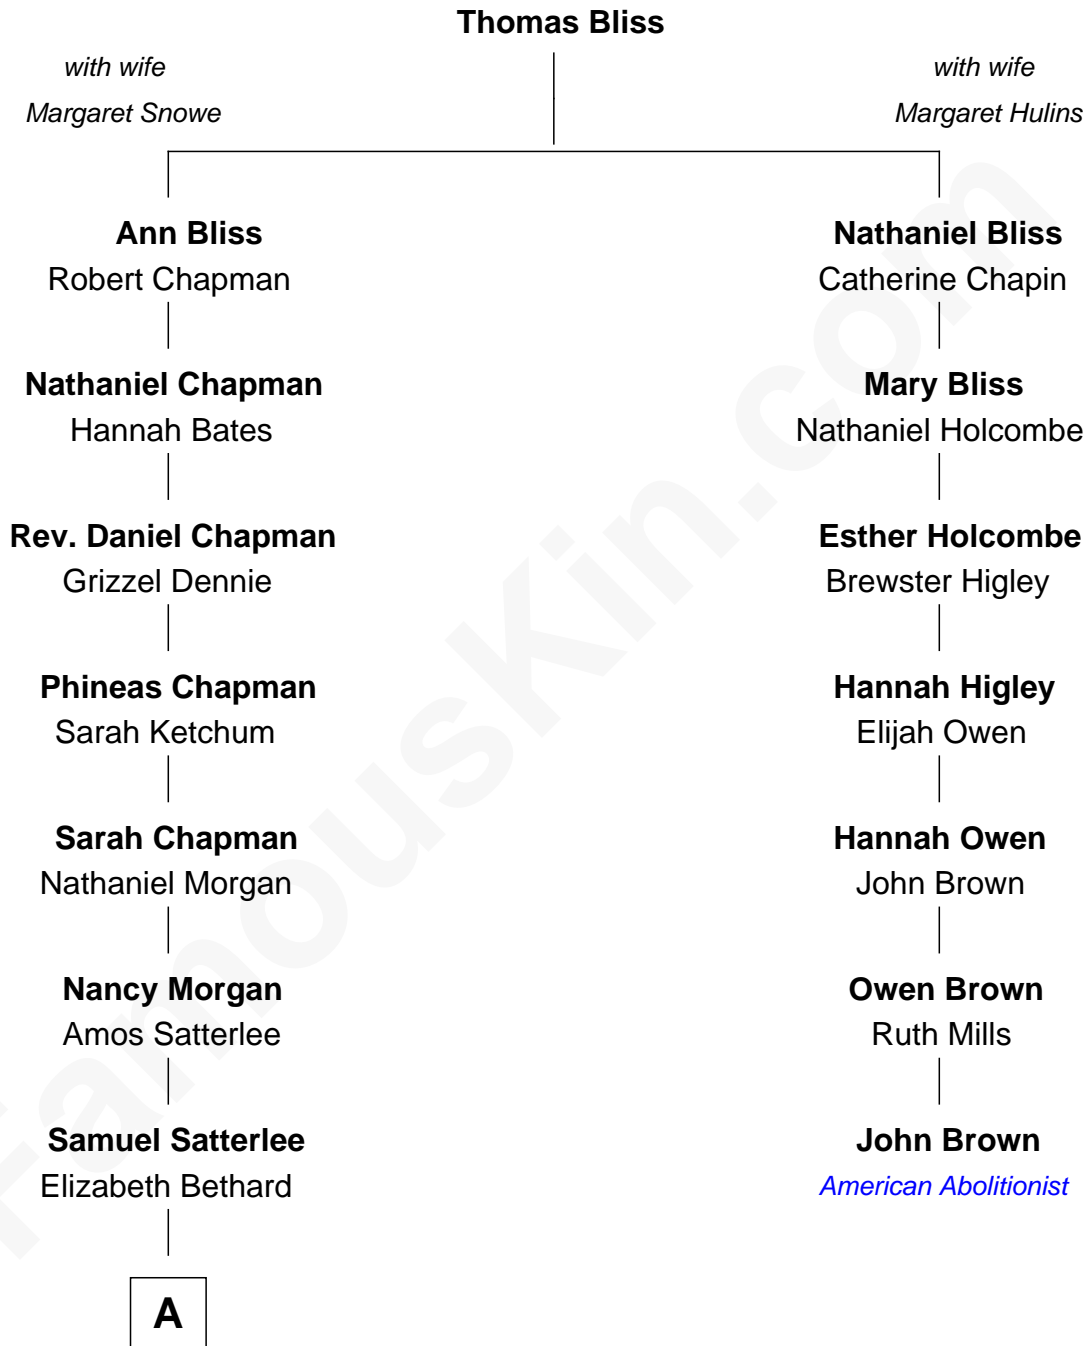 Thomas Bliss
with wife
Margaret Snowe
with wife
Margaret Hulins
Ann Bliss
Robert Chapman
Nathaniel Bliss
Catherine Chapin
Nathaniel Chapman
Hannah Bates
Mary Bliss
Nathaniel Holcombe
Rev. Daniel Chapman
Grizzel Dennie
Esther Holcombe
Brewster Higley
Phineas Chapman
Sarah Ketchum
Hannah Higley
Elijah Owen
Sarah Chapman
Nathaniel Morgan
Hannah Owen
John Brown
Nancy Morgan
Amos Satterlee
Owen Brown
Ruth Mills
Samuel Satterlee
Elizabeth Bethard
John Brown
American Abolitionist
A
FamousKin.com